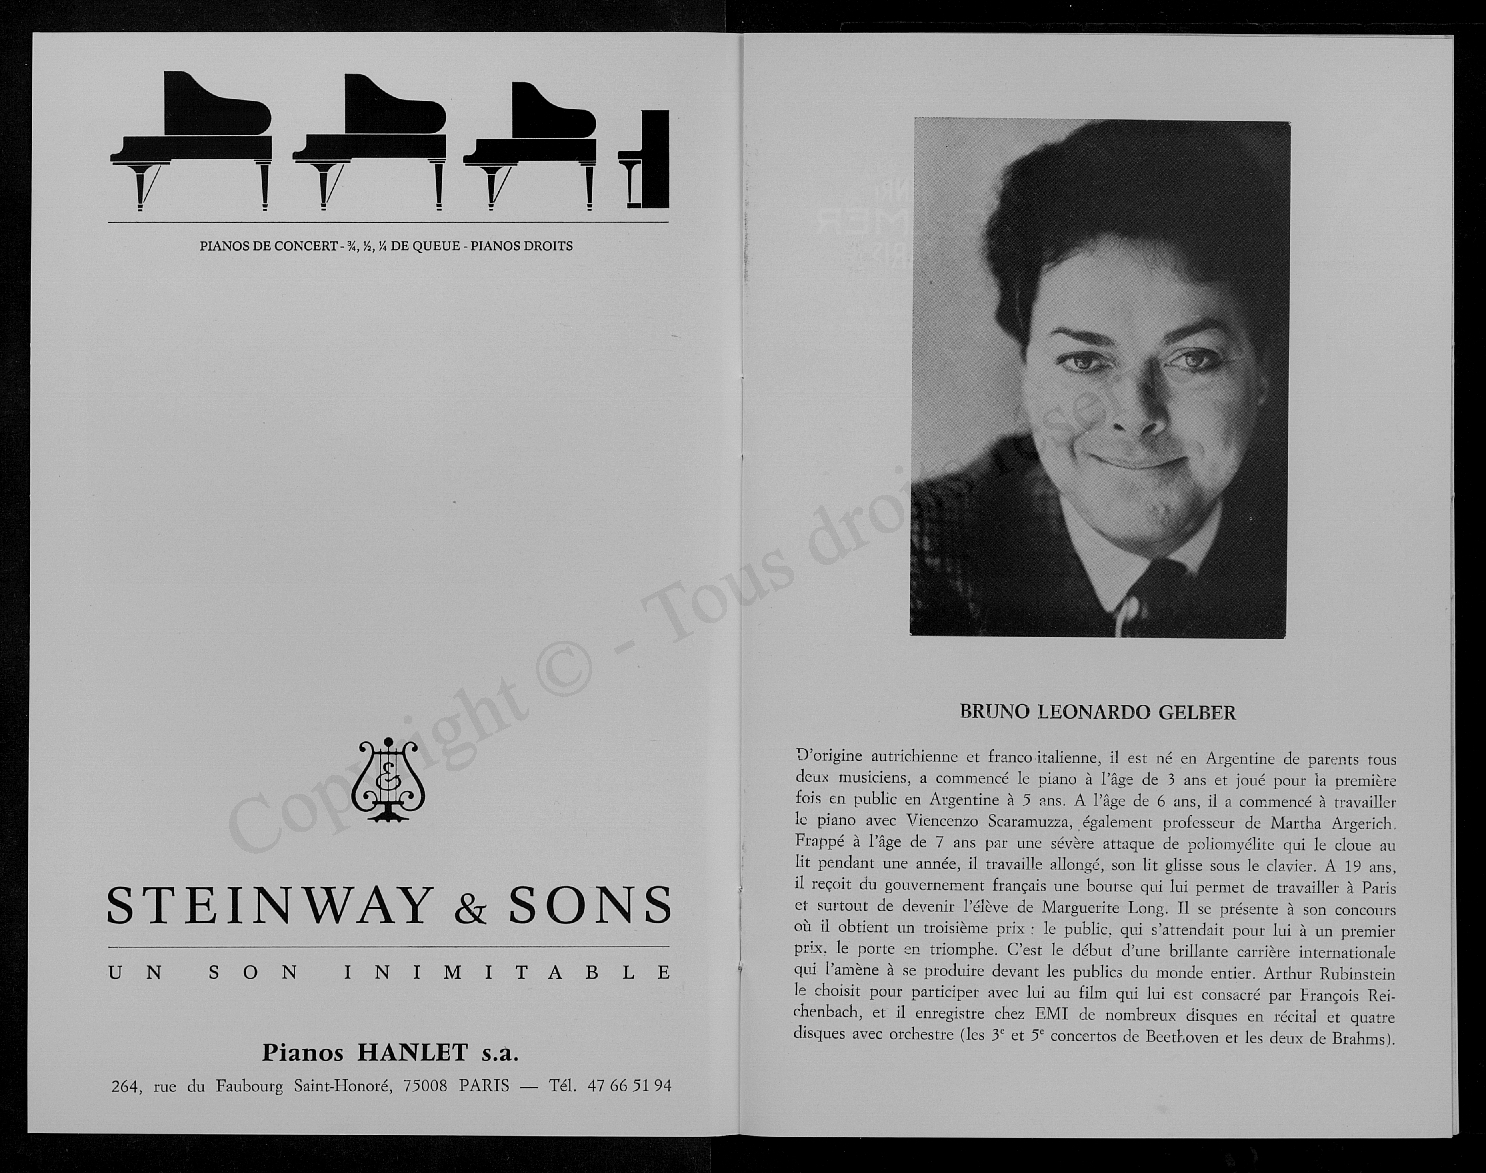 PIANOS DE CONCERT - ¾, ½, ¼ DE QUEUE - PIANOS DROITS
STEINWAY & SONS
UN SON INIMITABLE
Pianos HANLET s.a.
264, rue du Faubourg Saint-Honoré, 75008 PARIS — Tél. 47 66 51 94
BRUNO LEONARDO GELBER
D'origine autrichienne et franco-italienne, il est né en Argentine de parents tous
deux musiciens, a commencé le piano à l'âge de 3 ans et joué pour la première
fois en public en Argentine à 5 ans. A l'âge de 6 ans, il a commencé à travailler
le piano avec Viencenzo Scaramuzza, également professeur de Martha Argerich.
Frappé à l'âge de 7 ans par une sévère attaque de poliomyélite qui le cloue au
lit pendant une année, il travaille allongé, son lit glisse sous le clavier. A 19 ans,
il reçoit du gouvernement français une bourse qui lui permet de travailler à Paris
et surtout de devenir l'élève de Marguerite Long. Il se présente à son concours
où il obtient un troisième prix : le public, qui s'attendait pour lui à un premier
prix, le porte en triomphe. C'est le début d'une brillante carrière internationale
qui l'amène à se produire devant les publics du monde entier. Arthur Rubinstein
le choisit pour participer avec lui au film qui lui est consacré par François Rei-
chenbach, et il enregistre chez EMI de nombreux disques en récital et quatre
disques avec orchestre (les 3e et 5e concertos de Beethoven et les deux de Brahms).
Copyright © - Tous droits réser